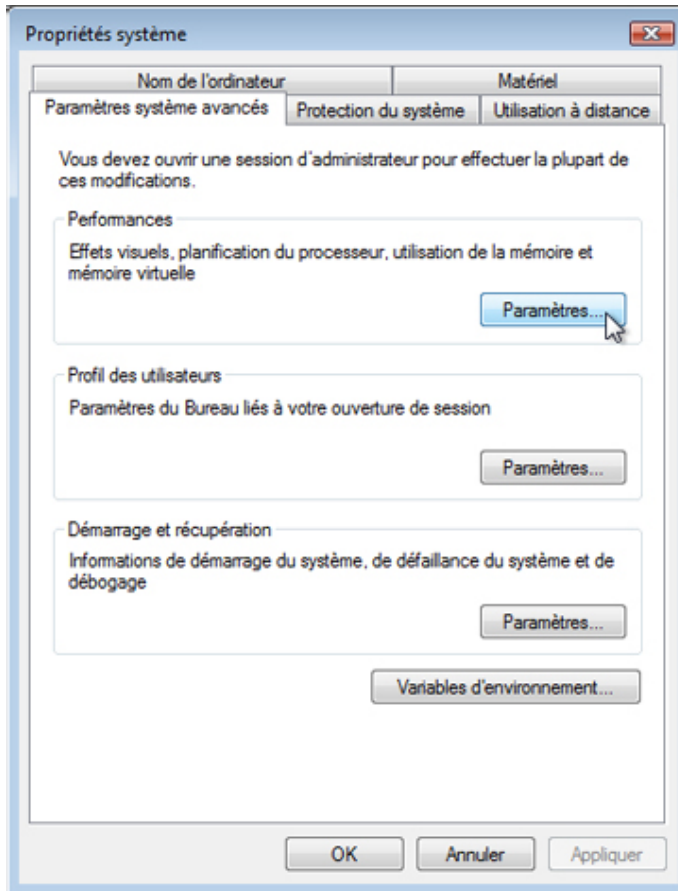 Propriétés système
Nom de l'ordinateur
Matériel
Paramètres système avancés
Protection du système
Utilisation à distance
Vous devez ouvrir une session d'administrateur pour effectuer la plupart de
ces modifications.
Performances
Effets visuels, planification du processeur, utilisation de la mémoire et
mémoire virtuelle
Paramètres...
Profil des utilisateurs
Paramètres du Bureau liés à votre ouverture de session
Paramètres...
Démarrage et récupération
Informations de démarrage du système, de défaillance du système et de
débogage
Paramètres...
Variables d'environnement...
OK
Annuler
Appliquer